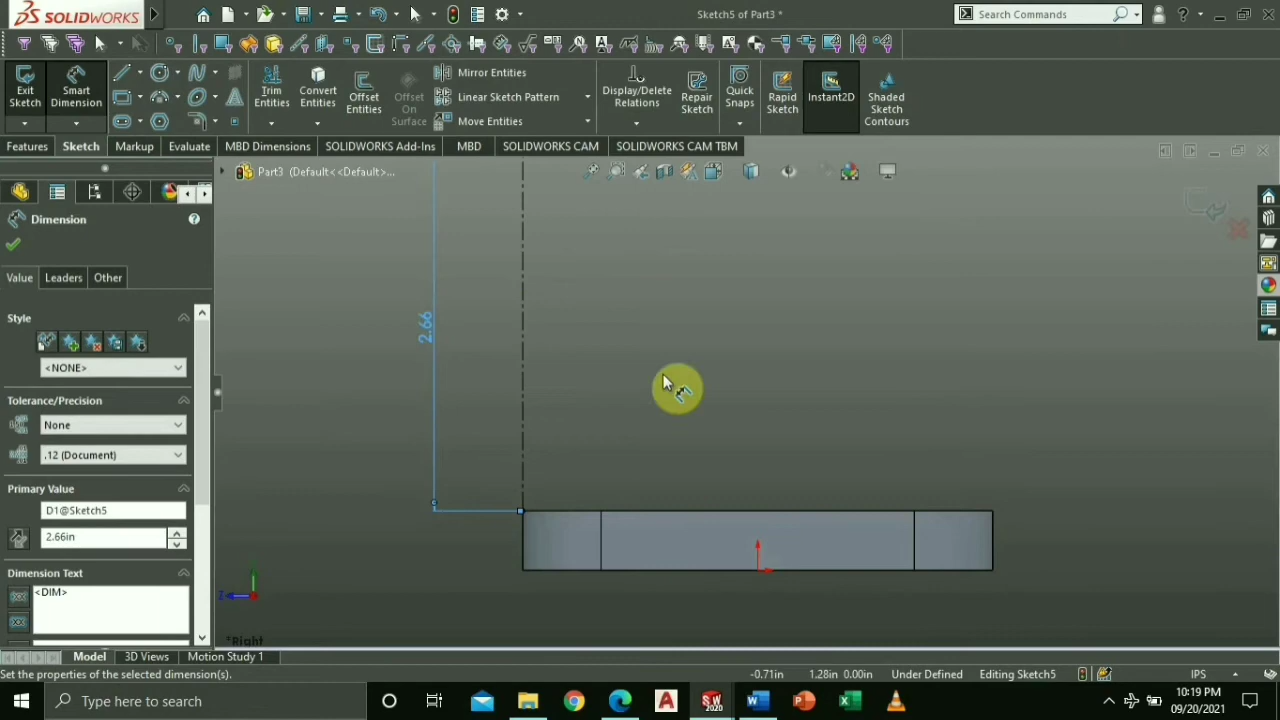 SOLIDWORKS
Sketch5 of Part3 *
Search Commands
?
Exit Sketch
Smart Dimension
Trim Entities
Convert Entities
Offset Entities
Offset On Surface
Mirror Entities
Linear Sketch Pattern
Move Entities
Display/Delete Relations
Repair Sketch
Quick Snaps
Rapid Sketch
Instant2D
Shaded Sketch Contours
Features Sketch Markup Evaluate MBD Dimensions SOLIDWORKS Add-Ins MBD SOLIDWORKS CAM SOLIDWORKS CAM TBM
Part3 (Default<<Default>...
Dimension
?
Value Leaders Other
Style
<NONE>
Tolerance/Precision
None
.12 (Document)
Primary Value
D1@Sketch5
2.66in
Dimension Text
<DIM>
2.66
Z
*Right
Model 3D Views Motion Study 1
Set the properties of the selected dimension(s). -0.71in 1.28in 0.00in Under Defined Editing Sketch5 IPS
Type here to search
10:19 PM
09/20/2021